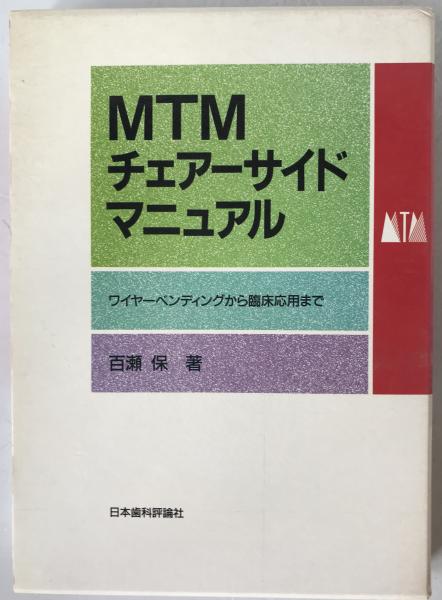 MTM
チェアーサイド
マニュアル
MTM
ワイヤーベンディングから臨床応用まで
百瀬 保 著
日本歯科評論社